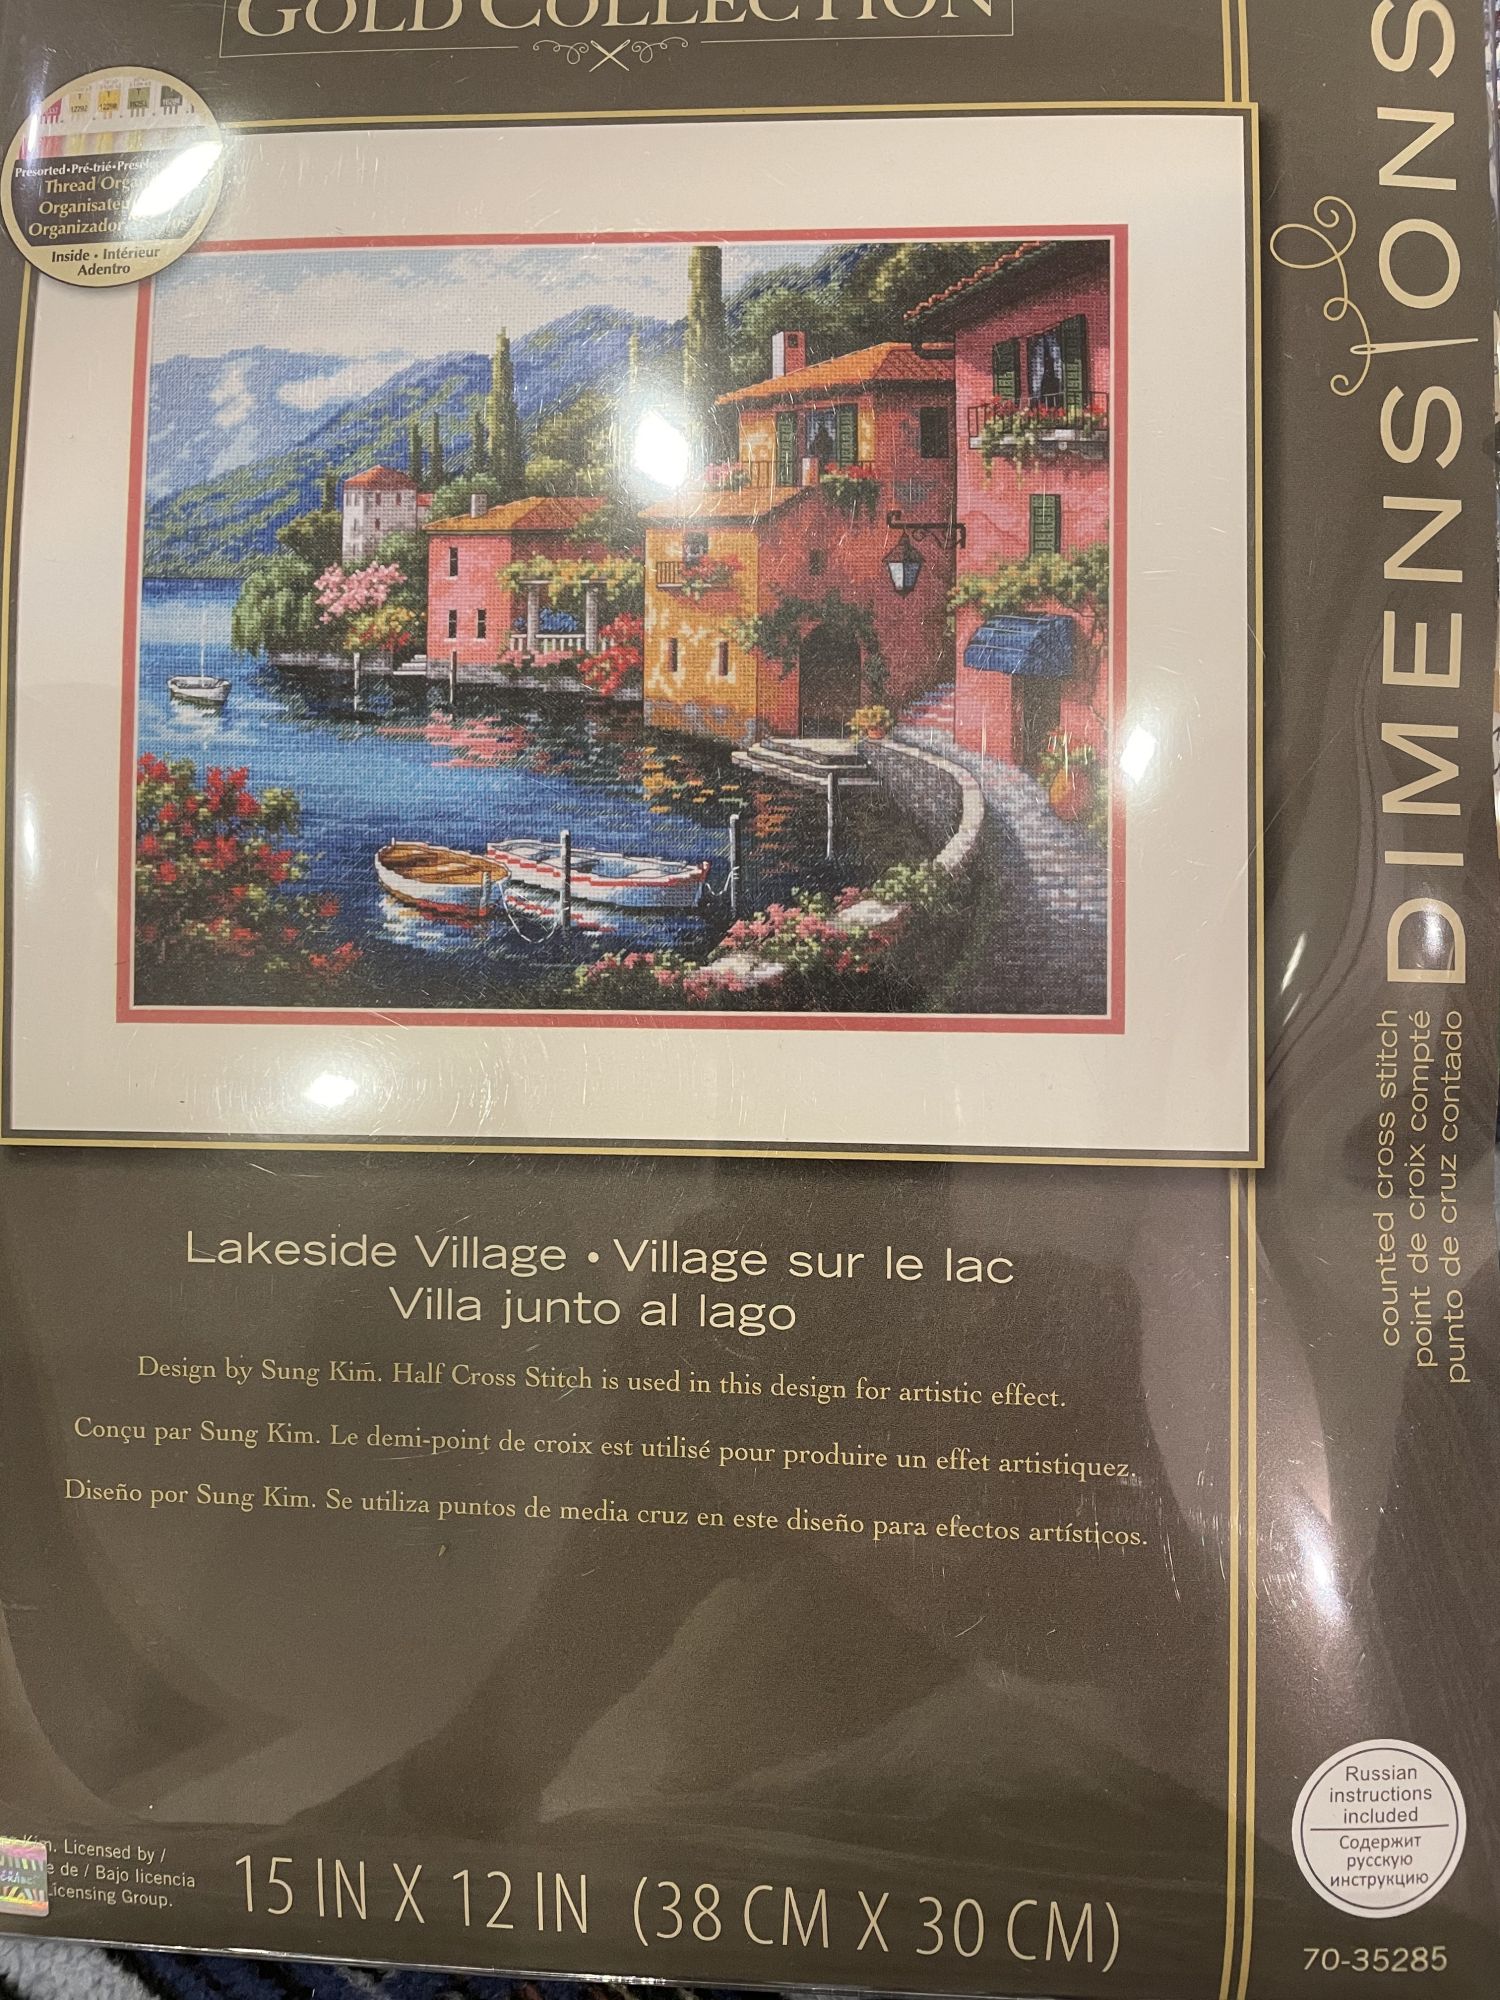 GOLD COLLECTION
12292
Presorted•Pré-trié•
Thread
Inside • Intérieur
Adentro
DIMENSIONS
counted cross stitch
point de croix compté
punto de cruz contado
Lakeside Village • Village sur le lac
Villa junto al lago
Design by Sung Kim. Half Cross Stitch is used in this design for artistic effect.
Conçu par Sung Kim. Le demi-point de croix est utilisé pour produire un effet artistiquez.
Diseño por Sung Kim. Se utiliza puntos de media cruz en este diseño para efectos artísticos.
Licensed by /
de / Bajo licencia
Licensing Group.
15 IN X 12 IN (38 CM X 30 CM)
Russian
instructions
included
Содержит
русскую
инструкцию
70-35285